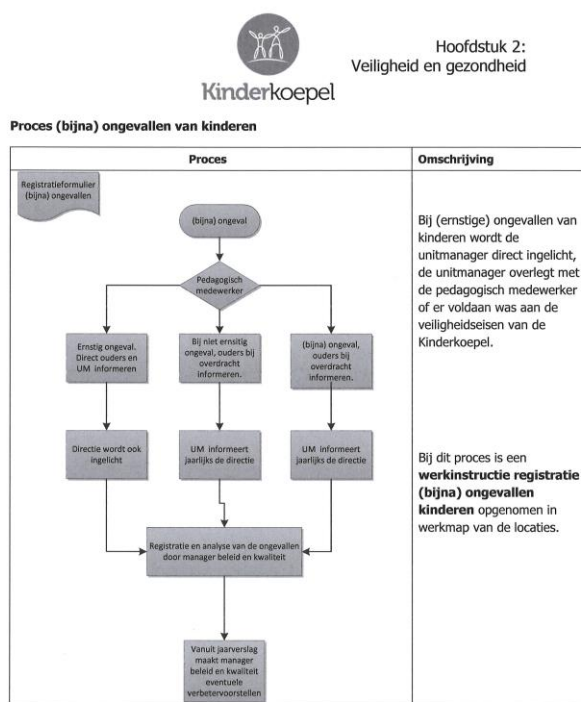 Hoofdstuk 2:
Veiligheid en gezondheid
Kinderkoepel
Proces (bijna) ongevallen van kinderen
Proces
Omschrijving
Registratieformulier
(bijna) ongevallen
(bijna) ongeval
Pedagogisch
medewerker
Ernstig ongeval.
Direct ouders en
UM informeren
Bij niet ernsitig
ongeval, ouders bij
overdracht
informeren.
(bijna) ongeval,
ouders bij
overdracht
informeren.
Directie wordt ook
ingelicht
UM informeert
jaarlijks de directie
UM informeert
jaarlijks de directie
Registratie en analyse van de ongevallen
door manager beleid en kwaliteit
Vanuit jaarverslag
maakt manager
beleid en kwaliteit
eventuele
verbetervoorstellen
Bij (ernstige) ongevallen van
kinderen wordt de
unitmanager direct ingelicht,
de unitmanager overlegt met
de pedagogisch medewerker
of er voldaan was aan de
veiligheidseisen van de
Kinderkoepel.
Bij dit proces is een
werkinstructie registratie
(bijna) ongevallen
kinderen opgenomen in
werkmap van de locaties.